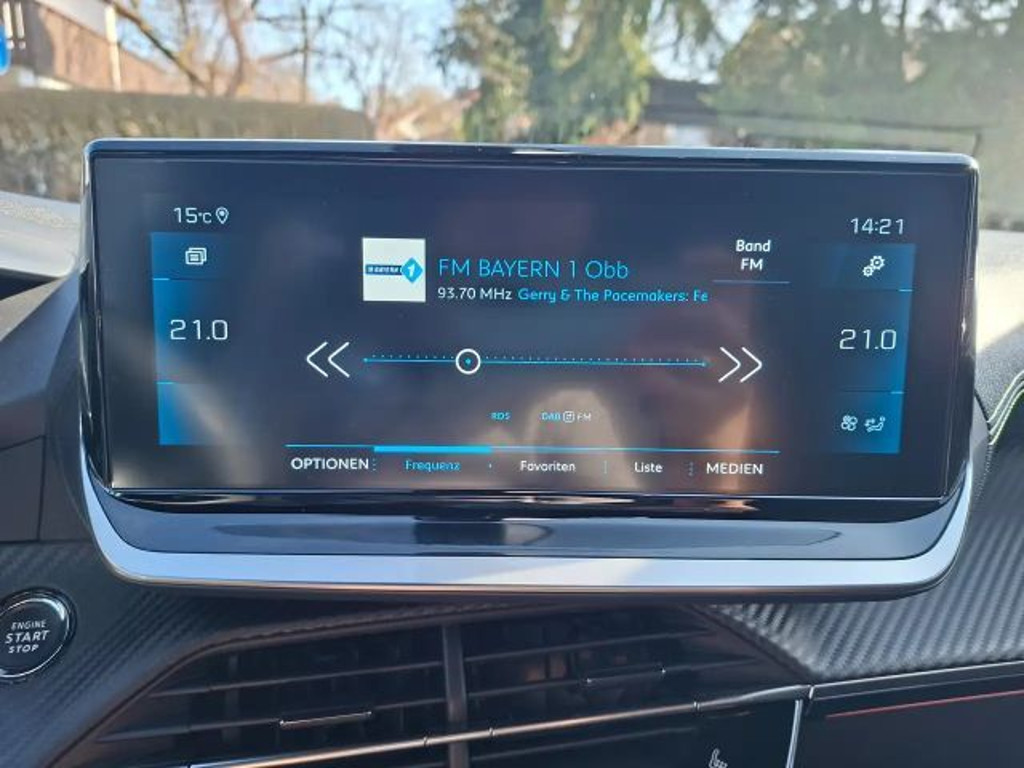 15°C
14:21
Band
FM
1
FM BAYERN 1 Obb
93.70 MHz Gerry & The Pacemakers: Fe
21.0
21.0
RDS
DAB FM
OPTIONEN
Frequenz
Favoriten
Liste
MEDIEN
ENGINE
START
STOP